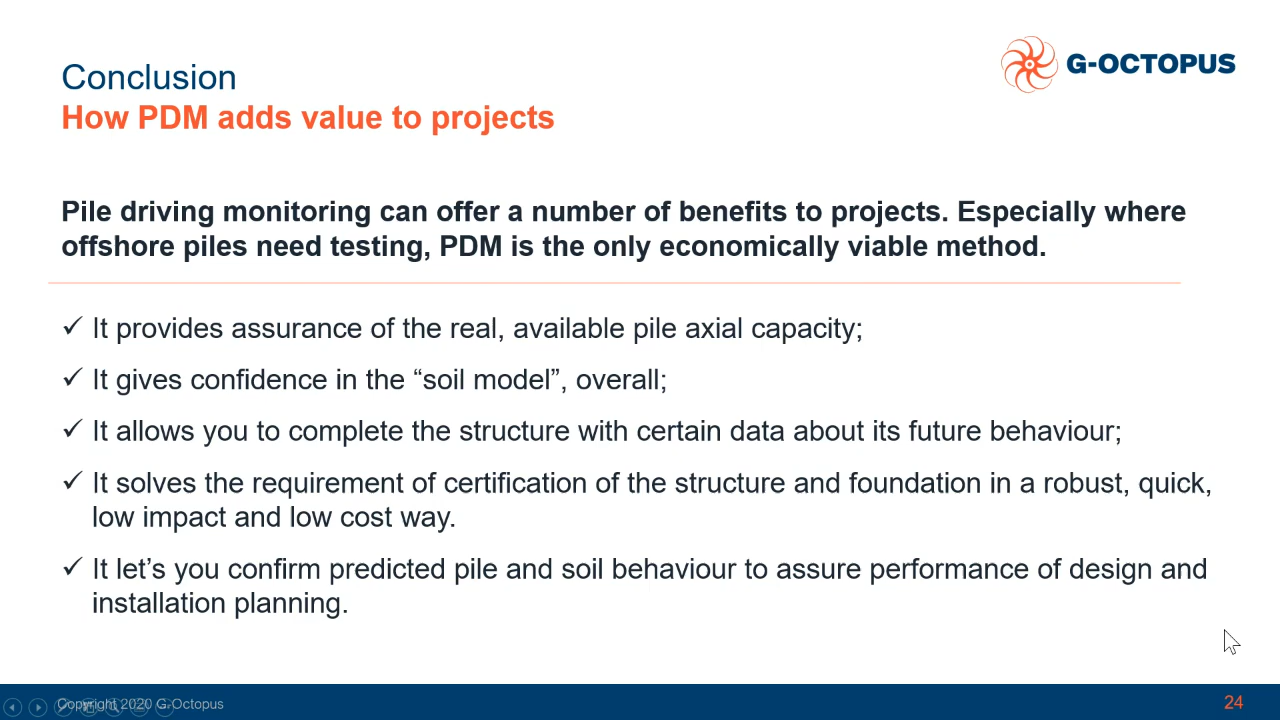 Conclusion
G-OCTOPUS
How PDM adds value to projects
Pile driving monitoring can offer a number of benefits to projects. Especially where
offshore piles need testing, PDM is the only economically viable method.
✓ It provides assurance of the real, available pile axial capacity;
✓ It gives confidence in the “soil model”, overall;
✓ It allows you to complete the structure with certain data about its future behaviour;
✓ It solves the requirement of certification of the structure and foundation in a robust, quick,
low impact and low cost way.
✓ It let’s you confirm predicted pile and soil behaviour to assure performance of design and
installation planning.
Copyright 2020 G-Octopus
24